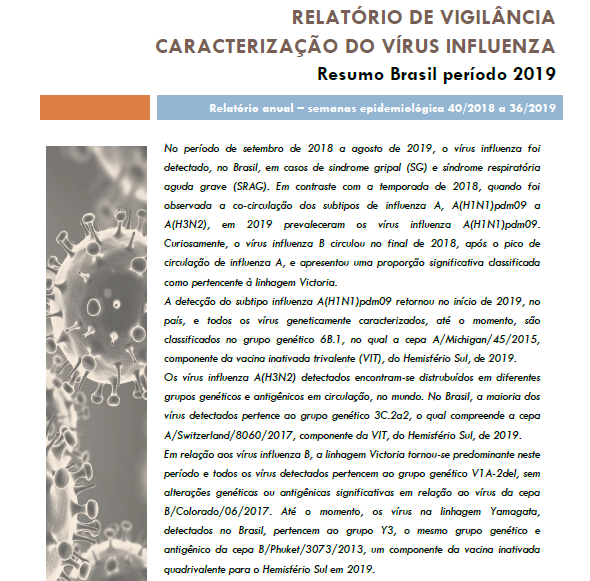 RELATÓRIO DE VIGILÂNCIA
CARACTERIZAÇÃO DO VÍRUS INFLUENZA
Resumo Brasil período 2019
Relatório anual – semanas epidemiológica 40/2018 a 36/2019
No período de setembro de 2018 a agosto de 2019, o vírus influenza foi
detectado, no Brasil, em casos de sindrome gripal (SG) e síndrome respiratória
aguda grave (SRAG). Em contraste com a temporada de 2018, quando foi
observada a co-circulação dos subtipos de influenza A, A(H1N1)pdm09 a
A(H3N2), em 2019 prevaleceram os vírus influenza A(H1N1)pdm09.
Curiosamente, o vírus influenza B circulou no final de 2018, após o pico de
circulação de influenza A, e apresentou uma proporção significativa classificada
como pertencente à linhagem Victoria.
A detecção do subtipo influenza A(H1N1)pdm09 retornou no início de 2019, no
país, e todos os vírus geneticamente caracterizados, até o momento, são
classificados no grupo genético 6B.1, no qual a cepa A/Michigan/45/2015,
componente da vacina inativada trivalente (VIT), do Hemisfério Sul, de 2019.
Os vírus influenza A(H3N2) detectados encontram-se distrubuídos em diferentes
grupos genéticos e antigênicos em circulação, no mundo. No Brasil, a maioria dos
vírus detectados pertence ao grupo genético 3C.2a2, o qual compreende a cepa
A/Switzerland/8060/2017, componente da VIT, do Hemisfério Sul, de 2019.
Em relação aos vírus influenza B, a linhagem Victoria tornou-se predominante neste
período e todos os vírus detectados pertencem ao grupo genético V1A-2del, sem
alterações genéticas ou antigênicas significativas em relação ao vírus da cepa
B/Colorado/06/2017. Até o momento, os vírus na linhagem Yamagata,
detectados no Brasil, pertencem ao grupo Y3, o mesmo grupo genético e
antigênico da cepa B/Phuket/3073/2013, um componente da vacina inativada
quadrivalente para o Hemisfério Sul em 2019.